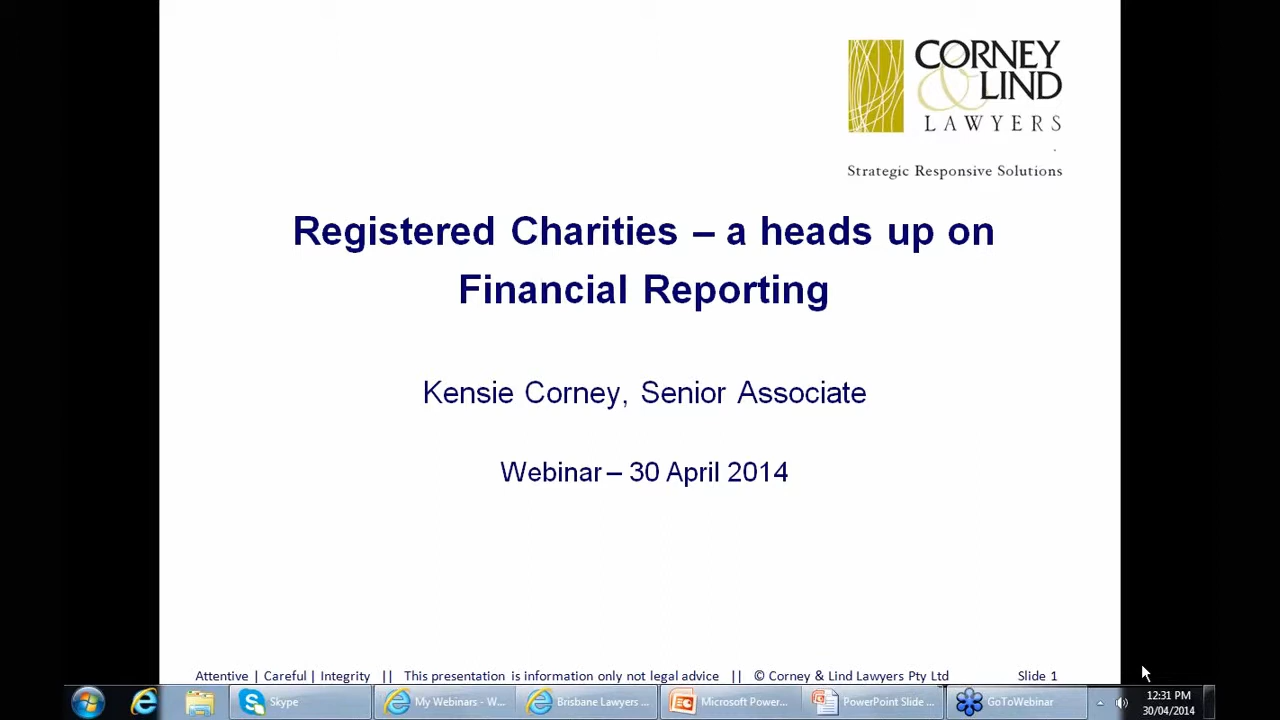 CORNEY
& LIND
LAWYERS
Strategic Responsive Solutions
Registered Charities – a heads up on
Financial Reporting
Kensie Corney, Senior Associate
Webinar – 30 April 2014
Attentive | Careful | Integrity || This presentation is information only not legal advice || © Corney & Lind Lawyers Pty Ltd Slide 1
Skype My Webinars - W... Brisbane Lawyers ... Microsoft Power... PowerPoint Slide ... GoToWebinar 12:31 PM
30/04/2014